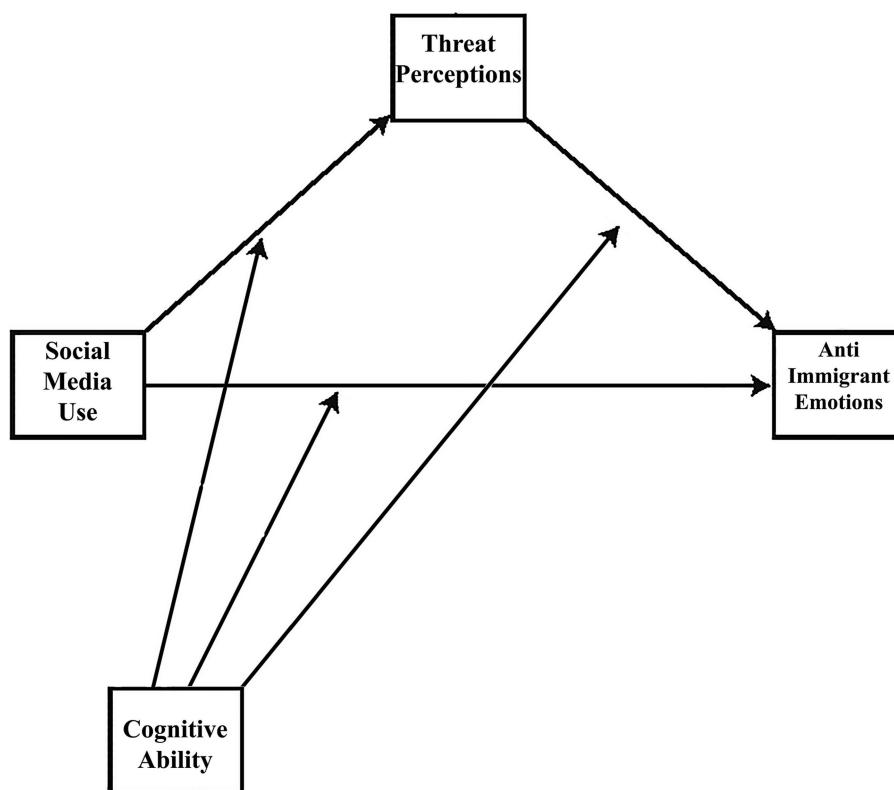 Threat
Perceptions
Social
Media
Use
Anti
Immigrant
Emotions
Cognitive
Ability